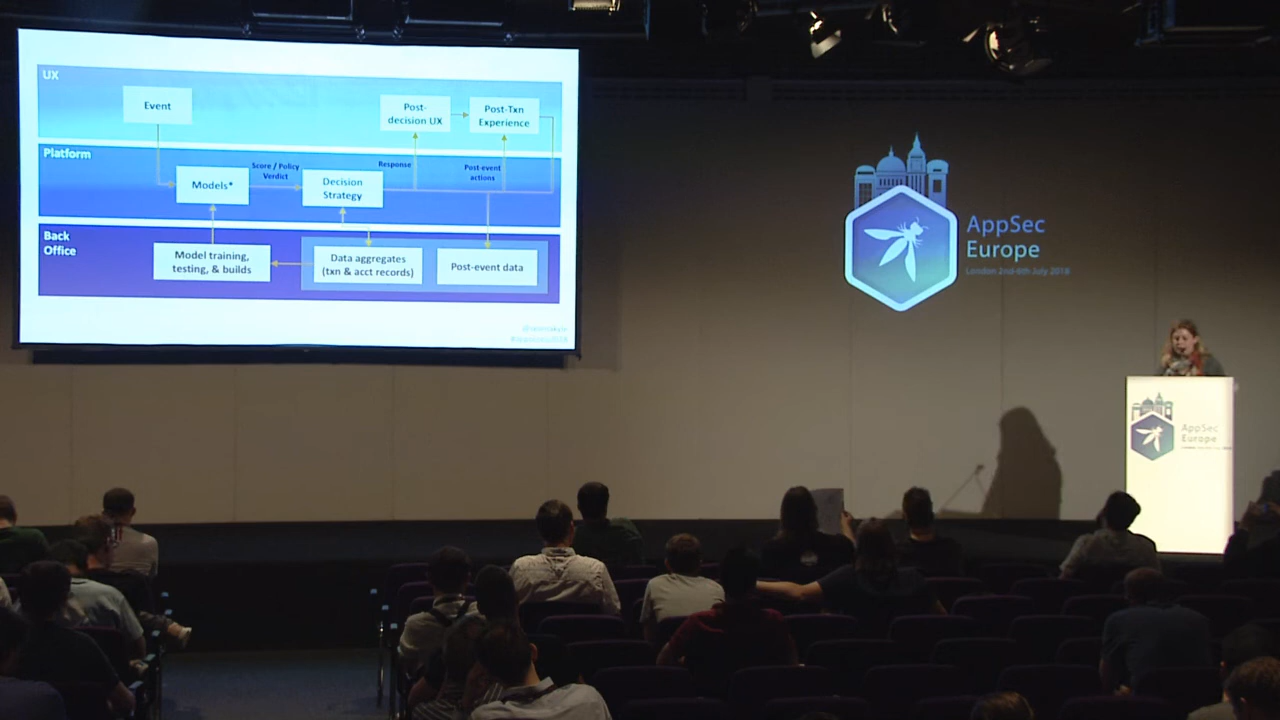 UX
Event
Post-
decision UX
Post-Txn
Experience
Platform
Models*
Score / Policy
Verdict
Decision
Strategy
Response
Post-event
actions
Back
Office
Model training,
testing, & builds
Data aggregates
(txn & acct records)
Post-event data
AppSec
Europe
London 2nd-6th July 2018
AppSec
Europe